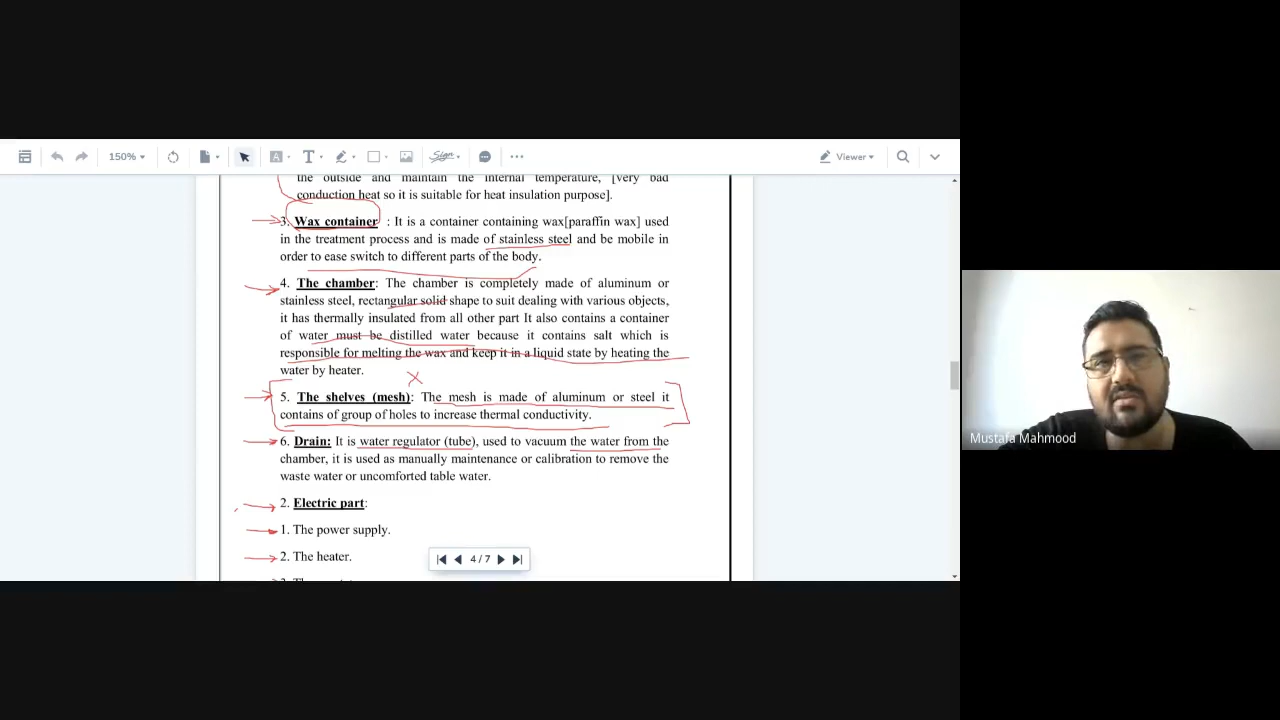 150%
T
A
Sign
Viewer
the outside and maintain the internal temperature, [very bad
conduction heat so it is suitable for heat insulation purpose].
3. Wax container : It is a container containing wax[paraffin wax] used
in the treatment process and is made of stainless steel and be mobile in
order to ease switch to different parts of the body.
4. The chamber: The chamber is completely made of aluminum or
stainless steel, rectangular solid shape to suit dealing with various objects,
it has thermally insulated from all other part It also contains a container
of water must be distilled water because it contains salt which is
responsible for melting the wax and keep it in a liquid state by heating the
water by heater.
5. The shelves (mesh): The mesh is made of aluminum or steel it
contains of group of holes to increase thermal conductivity.
6. Drain: It is water regulator (tube), used to vacuum the water from the
chamber, it is used as manually maintenance or calibration to remove the
waste water or uncomforted table water.
2. Electric part:
1. The power supply.
2. The heater.
4 / 7
Mustafa Mahmood